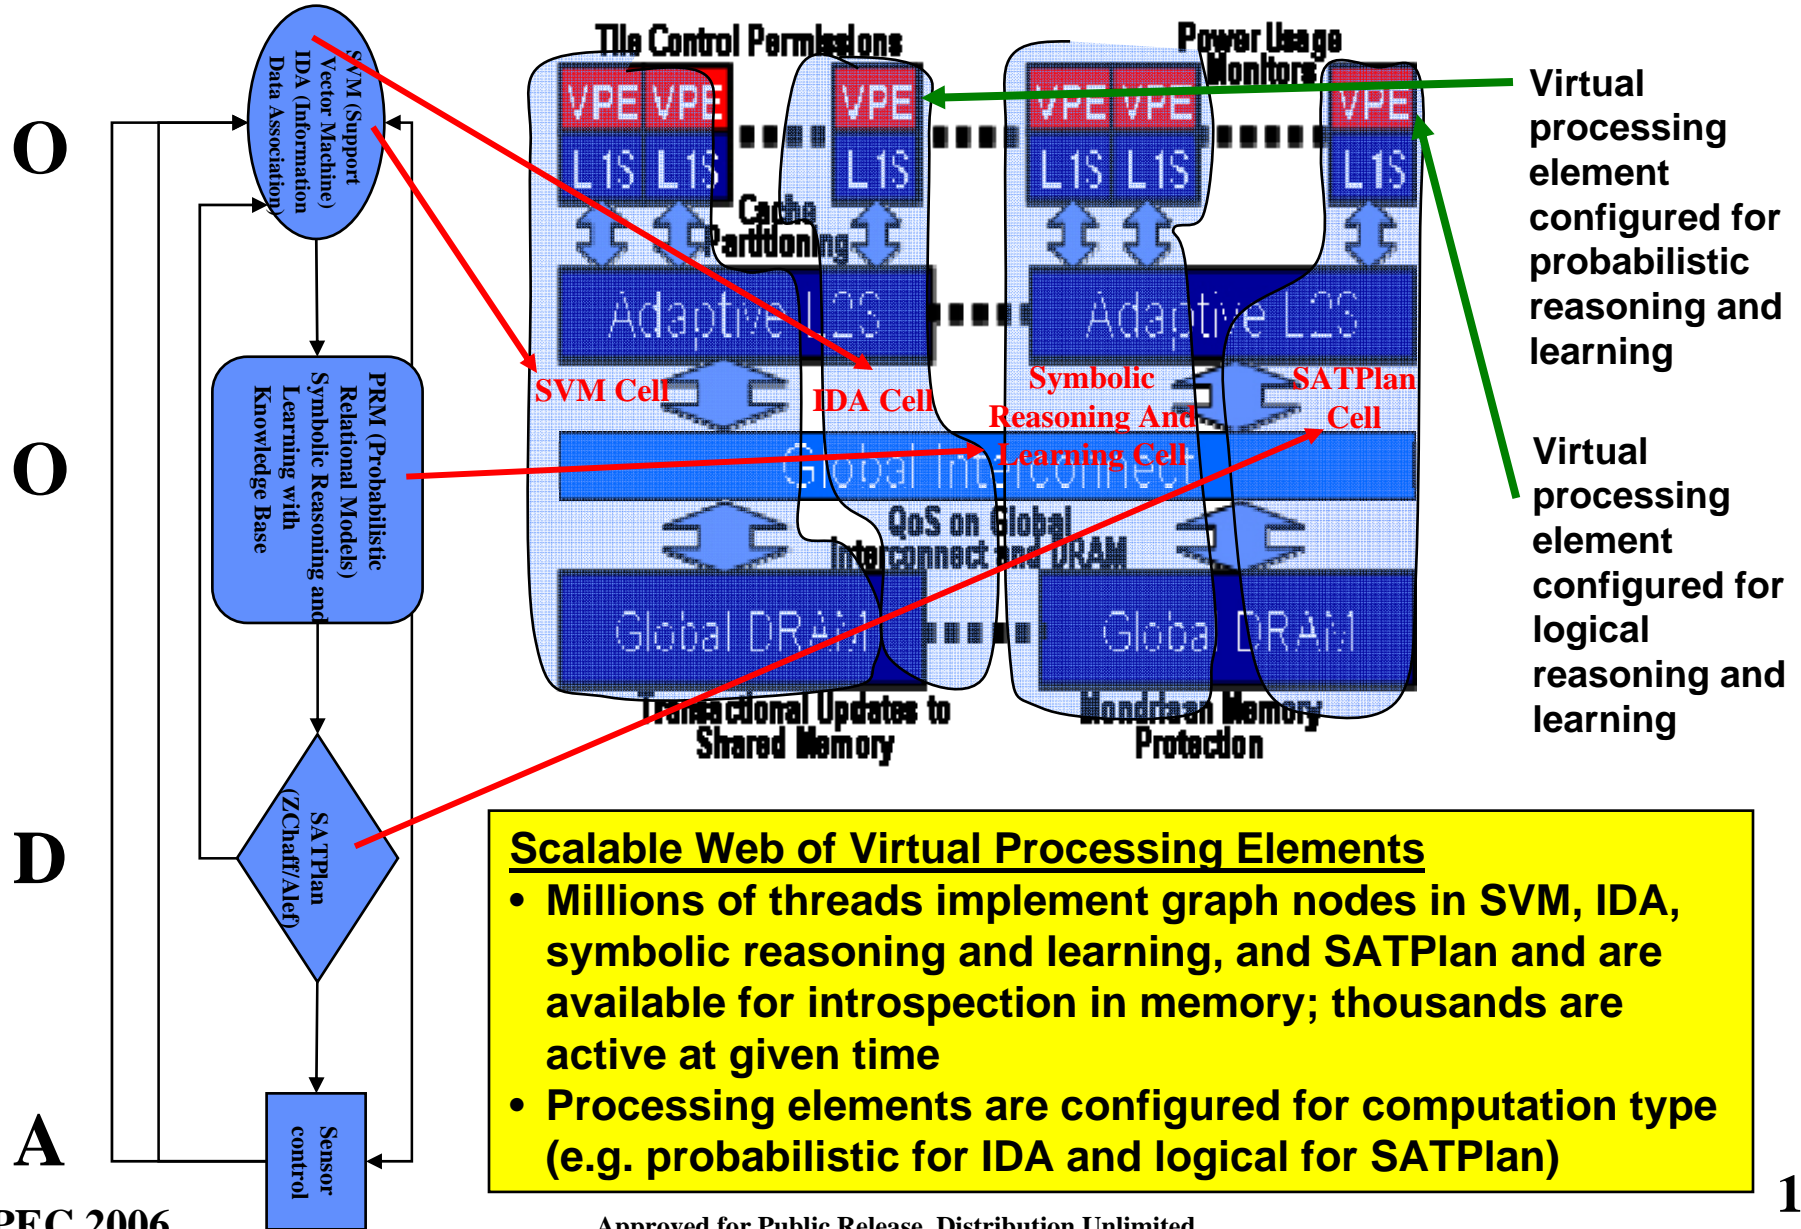 O
O
D
A
SVM (Support
Vector Machine)
IDA (Information
Data Association)
PRM (Probabilistic
Relational Models)
Symbolic Reasoning and
Learning with
Knowledge Base
SATPlan
(ZChaff/Alef)
Sensor
control
Tile Control Permissions
Power Usage
Monitors
VPE VPE
VPE
VPE VPE
VPE
L1S L1S
L1S
L1S L1S
L1S
Cache
Partitioning
Adaptive L2S
Adaptive L2S
SVM Cell
IDA Cell
Symbolic
Reasoning And
Learning Cell
SATPlan
Cell
Global Interconnect
QoS on Global
Interconnect and DRAM
Global DRAM
Global DRAM
Transactional Updates to
Shared Memory
Mondriaan Memory
Protection
Virtual
processing
element
configured for
probabilistic
reasoning and
learning
Virtual
processing
element
configured for
logical
reasoning and
learning
Scalable Web of Virtual Processing Elements
• Millions of threads implement graph nodes in SVM, IDA,
symbolic reasoning and learning, and SATPlan and are
available for introspection in memory; thousands are
active at given time
• Processing elements are configured for computation type
(e.g. probabilistic for IDA and logical for SATPlan)
PEC 2006
Approved for Public Release, Distribution Unlimited
1